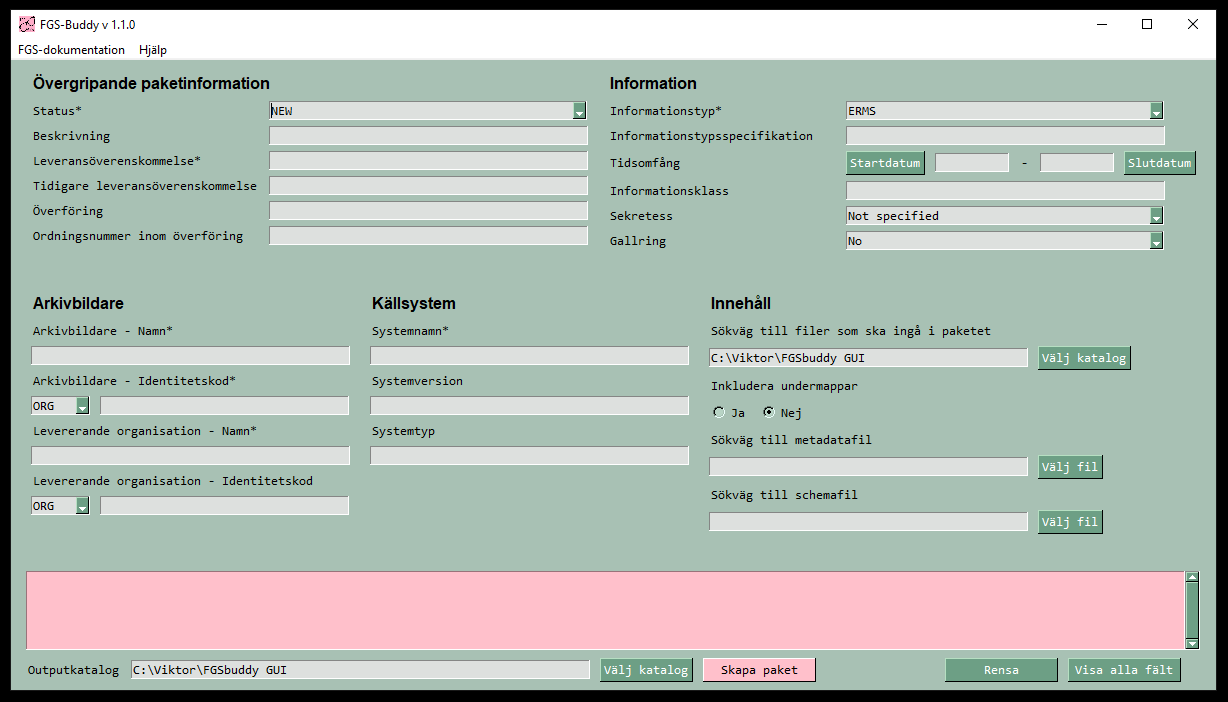 FGS-Buddy v 1.1.0
FGS-dokumentation Hjälp
Övergripande paketinformation
Status* NEW
Beskrivning
Leveransöverenskommelse*
Tidigare leveransöverenskommelse
Överföring
Ordningsnummer inom överföring
Information
Informationstyp* ERMS
Informationstypsspecifikation
Tidsomfång Startdatum - Slutdatum
Informationsklass
Sekretess Not specified
Gallring No
Arkivbildare
Arkivbildare - Namn*
Arkivbildare - Identitetskod*
ORG
Levererande organisation - Namn*
Levererande organisation - Identitetskod
ORG
Källsystem
Systemnamn*
Systemversion
Systemtyp
Innehåll
Sökväg till filer som ska ingå i paketet
C:\Viktor\FGSbuddy GUI Välj katalog
Inkludera undermappar
Ja Nej
Sökväg till metadatafil
Välj fil
Sökväg till schemafil
Välj fil
Outputkatalog C:\Viktor\FGSbuddy GUI Välj katalog Skapa paket Rensa Visa alla fält